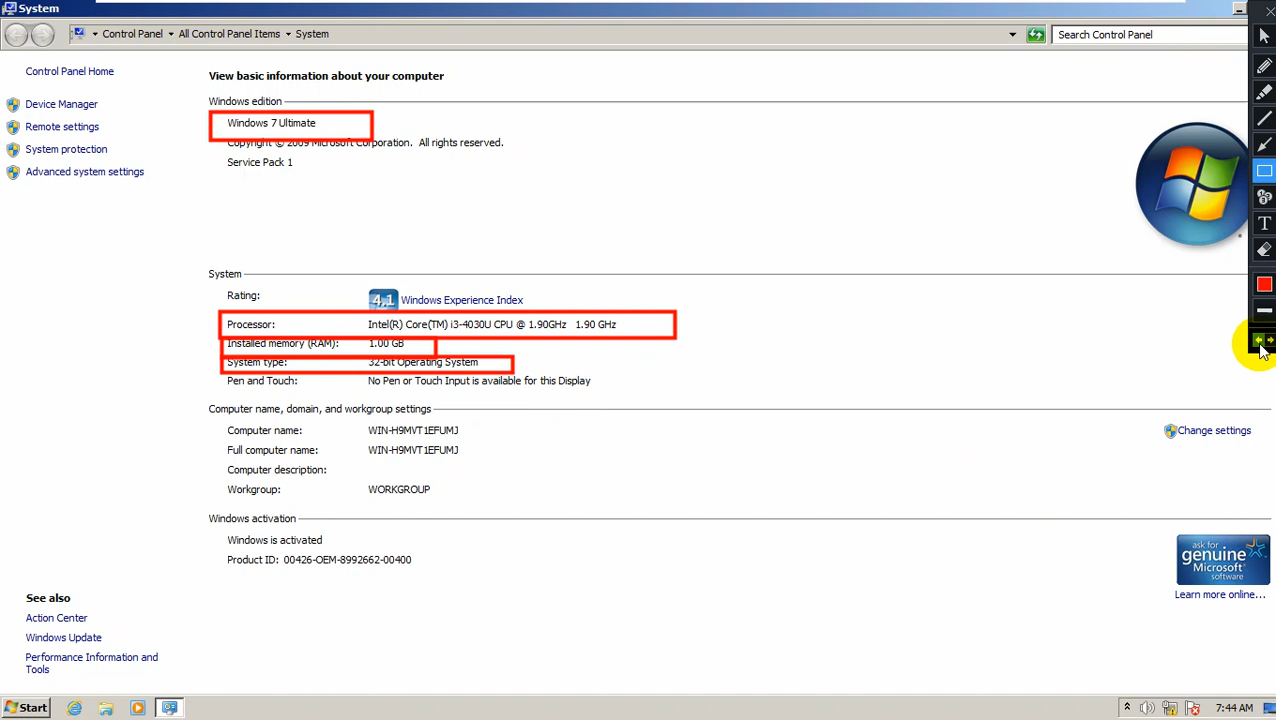 System
Control Panel All Control Panel Items System
Search Control Panel
Control Panel Home
Device Manager
Remote settings
System protection
Advanced system settings
View basic information about your computer
Windows edition
Windows 7 Ultimate
Copyright © 2009 Microsoft Corporation. All rights reserved.
Service Pack 1
System
Rating: 4.1 Windows Experience Index
Processor: Intel(R) Core(TM) i3-4030U CPU @ 1.90GHz 1.90 GHz
Installed memory (RAM): 1.00 GB
System type: 32-bit Operating System
Pen and Touch: No Pen or Touch Input is available for this Display
Computer name, domain, and workgroup settings
Computer name: WIN-H9MVT1EFUMJ
Change settings
Full computer name: WIN-H9MVT1EFUMJ
Computer description:
Workgroup: WORKGROUP
Windows activation
Windows is activated
Product ID: 00426-OEM-8992662-00400
ask for
genuine
Microsoft
software
Learn more online...
See also
Action Center
Windows Update
Performance Information and
Tools
Start
7:44 AM
T